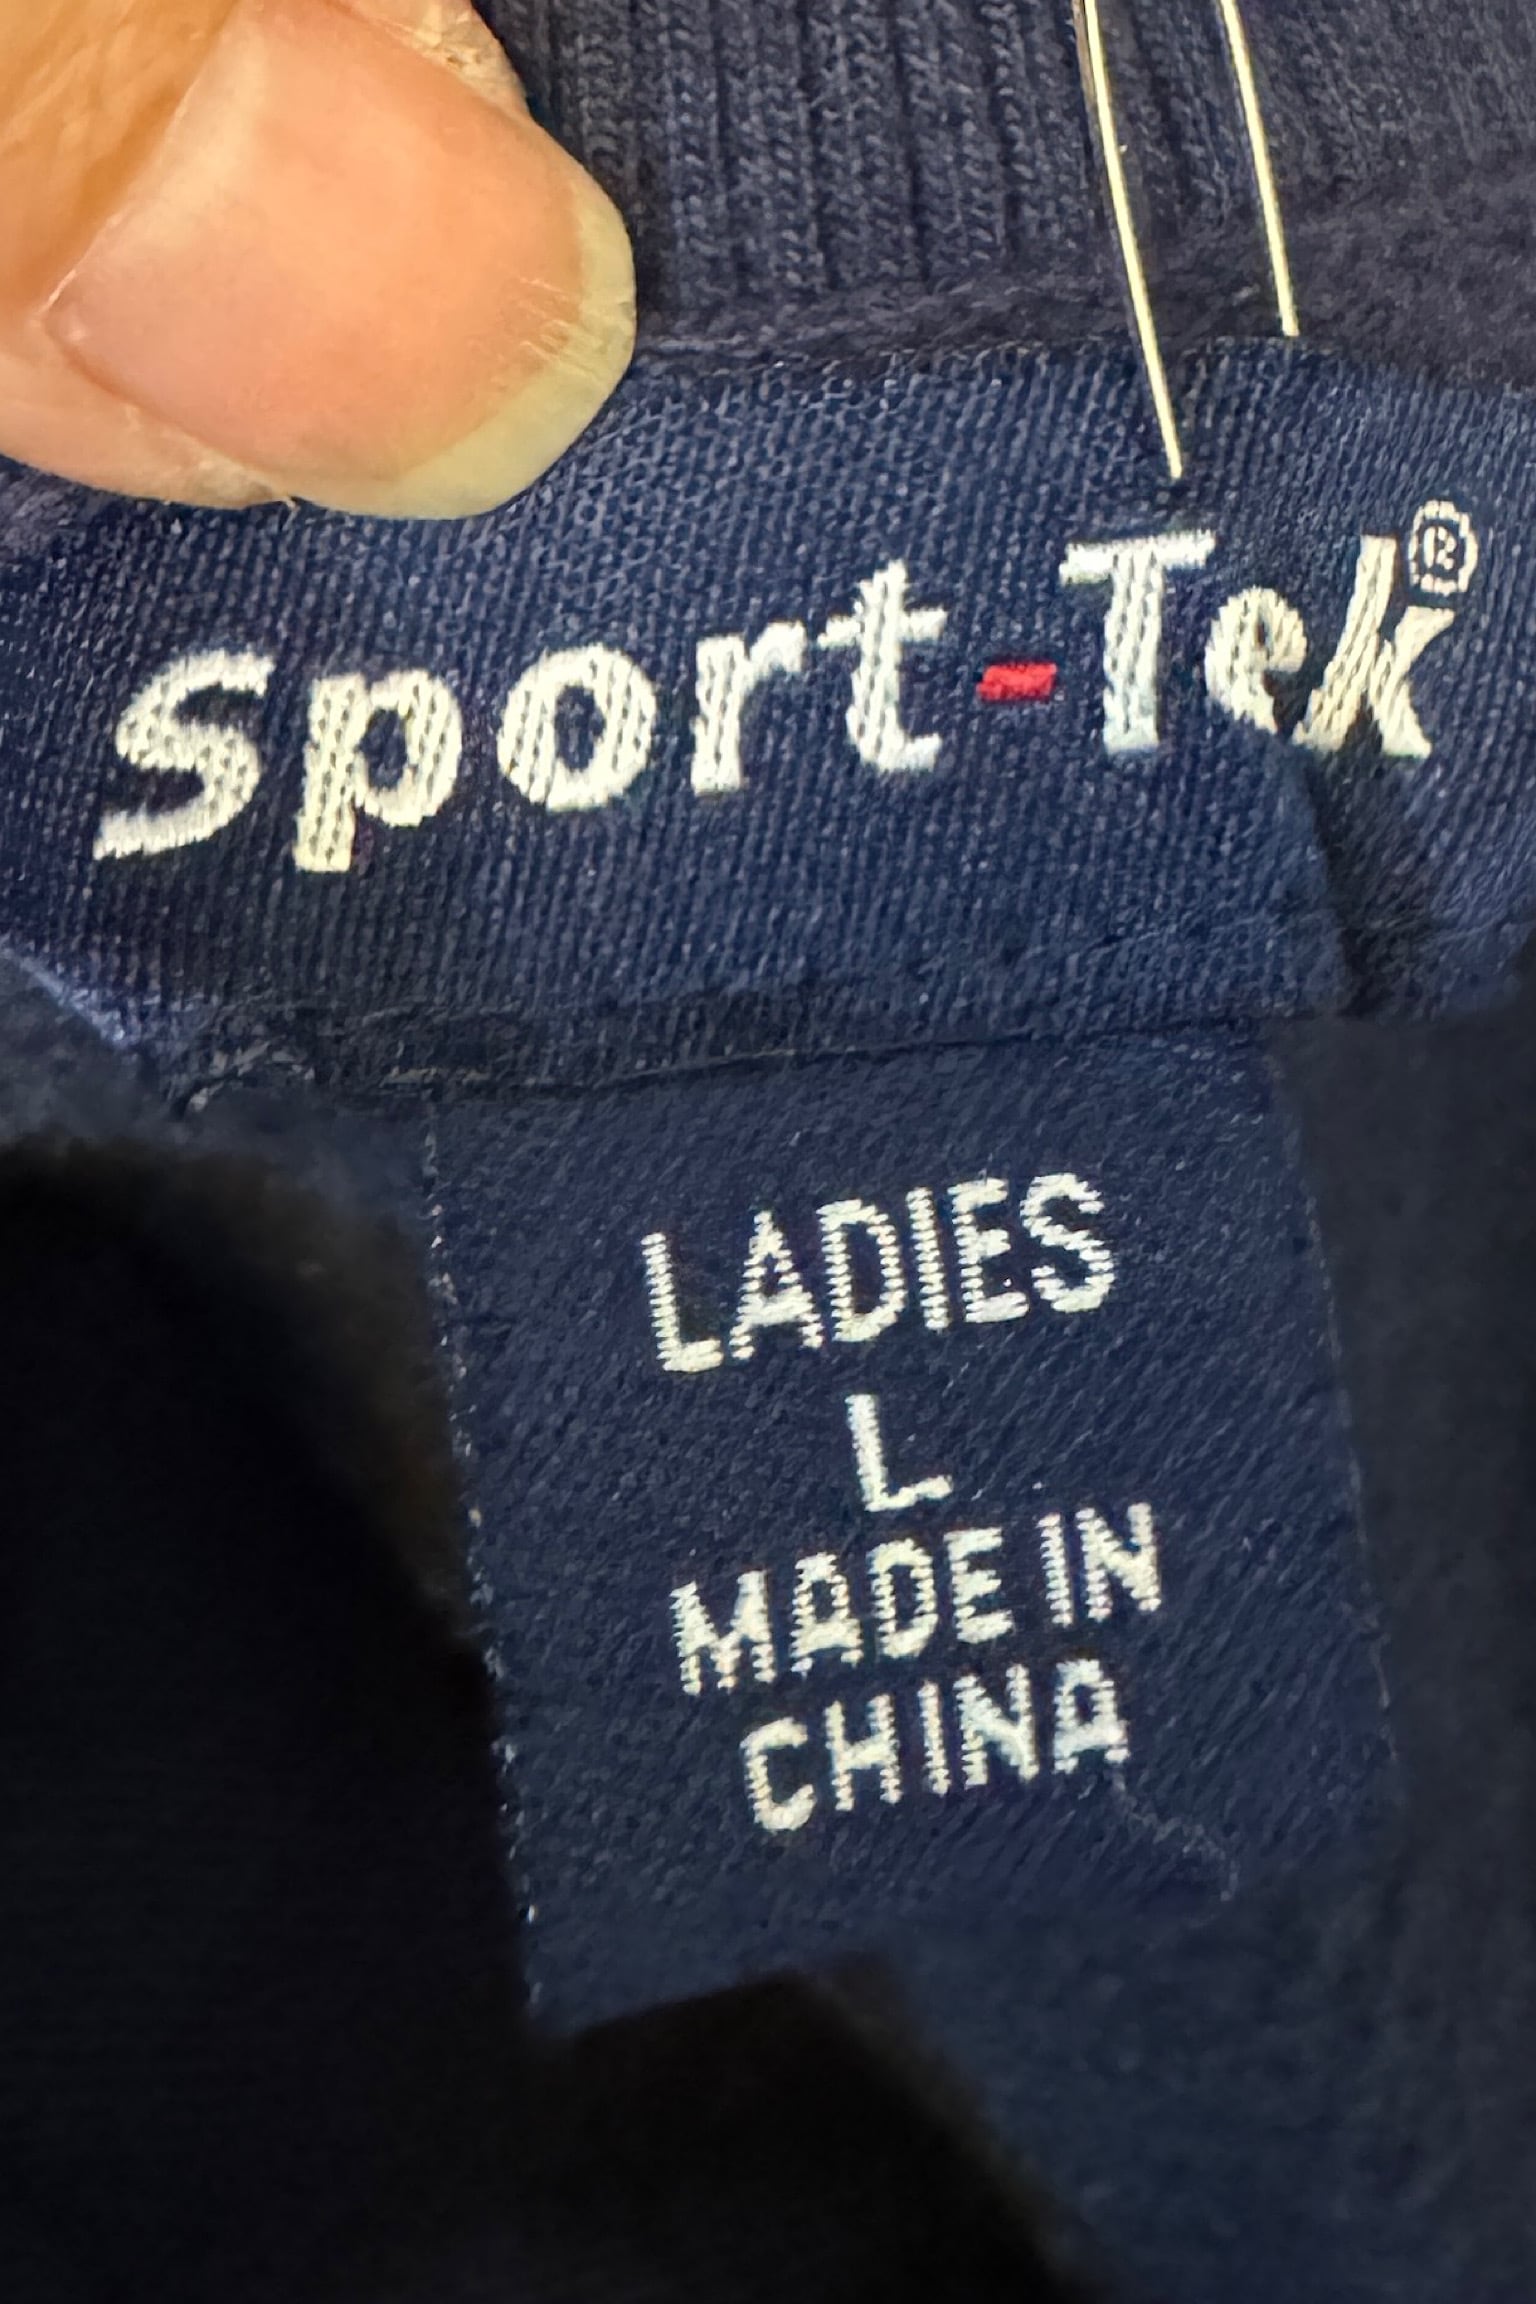 Sport-Tek®
LADIES
L
MADE IN
CHINA